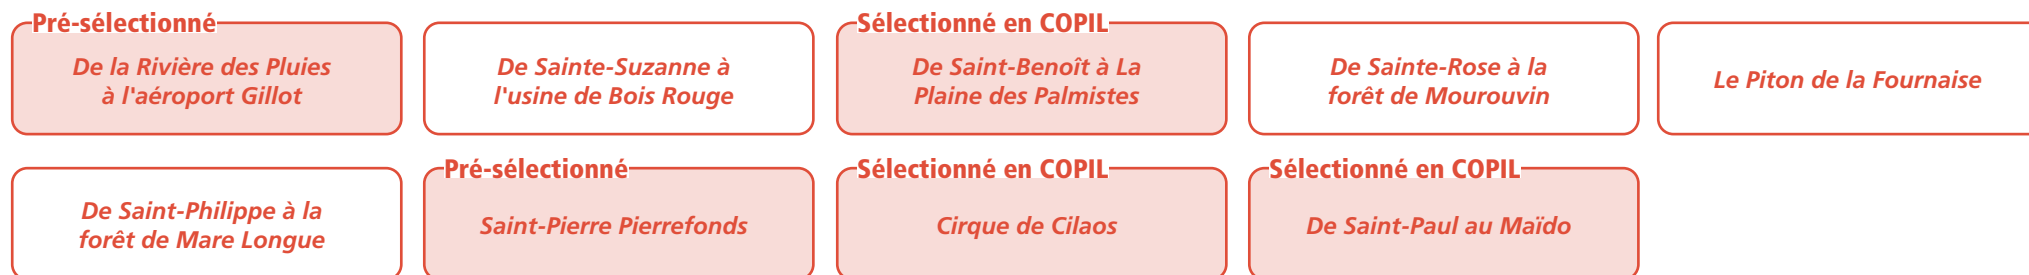 Pré-sélectionné
De la Rivière des Pluies
à l'aéroport Gillot
De Sainte-Suzanne à
l'usine de Bois Rouge
Sélectionné en COPIL
De Saint-Benoît à La
Plaine des Palmistes
De Sainte-Rose à la
forêt de Mourouvin
Le Piton de la Fournaise
De Saint-Philippe à la
forêt de Mare Longue
Pré-sélectionné
Saint-Pierre Pierrefonds
Sélectionné en COPIL
Cirque de Cilaos
Sélectionné en COPIL
De Saint-Paul au Maïdo